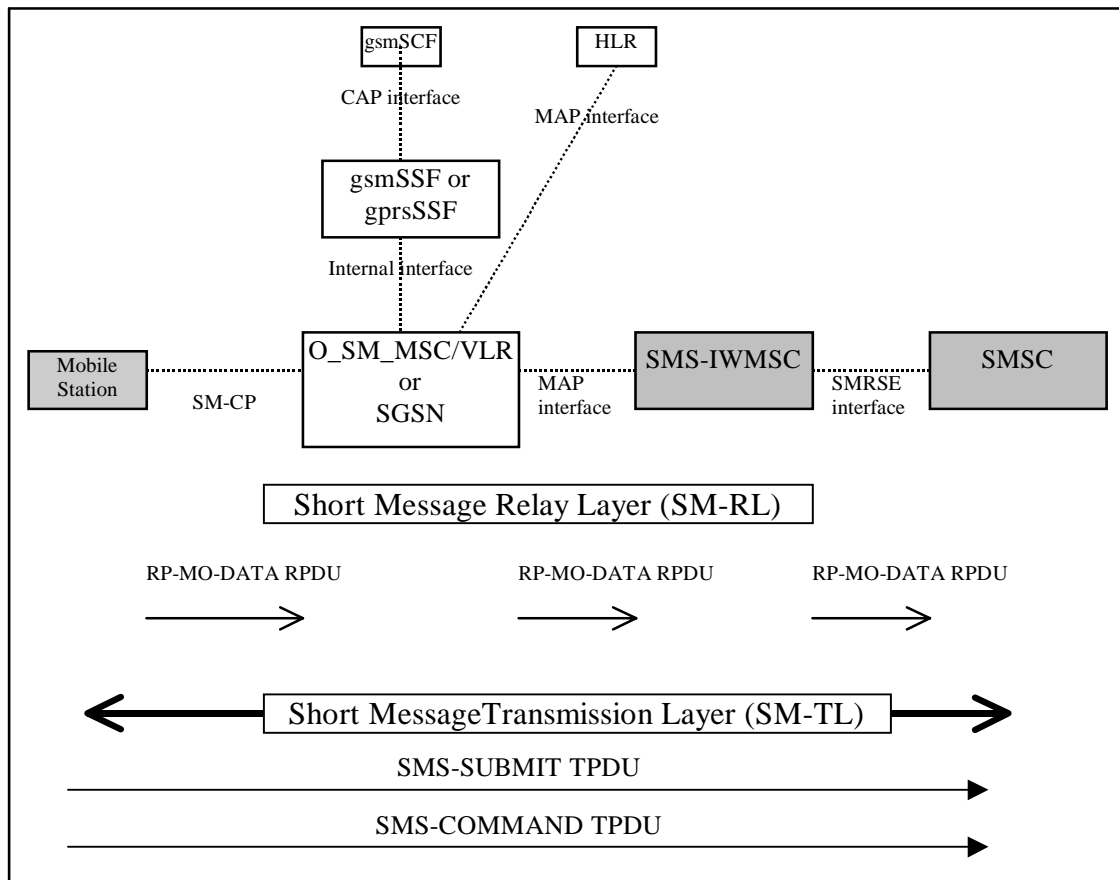 gsmSCF
HLR
CAP interface
MAP interface
gsmSSF or
gprsSSF
Internal interface
O_SM_MSC/VLR
or
SGSN
Mobile
Station
SM-CP
MAP
interface
SMS-IWMSC
SMRSE
interface
SMSC
Short Message Relay Layer (SM-RL)
RP-MO-DATA RPDU
RP-MO-DATA RPDU
RP-MO-DATA RPDU
Short MessageTransmission Layer (SM-TL)
SMS-SUBMIT TPDU
SMS-COMMAND TPDU